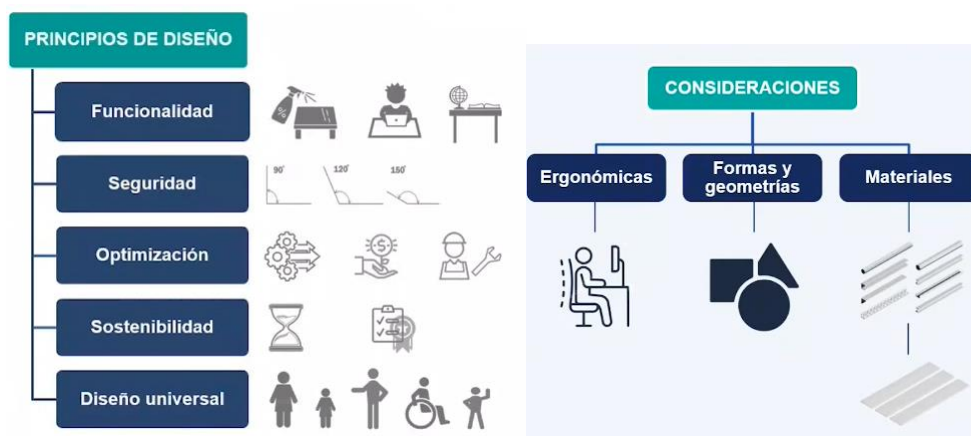 PRINCIPIOS DE DISEÑO
Funcionalidad
Seguridad
90°
120°
150°
Optimización
Sostenibilidad
Diseño universal
CONSIDERACIONES
Ergonómicas
Formas y
geometrías
Materiales